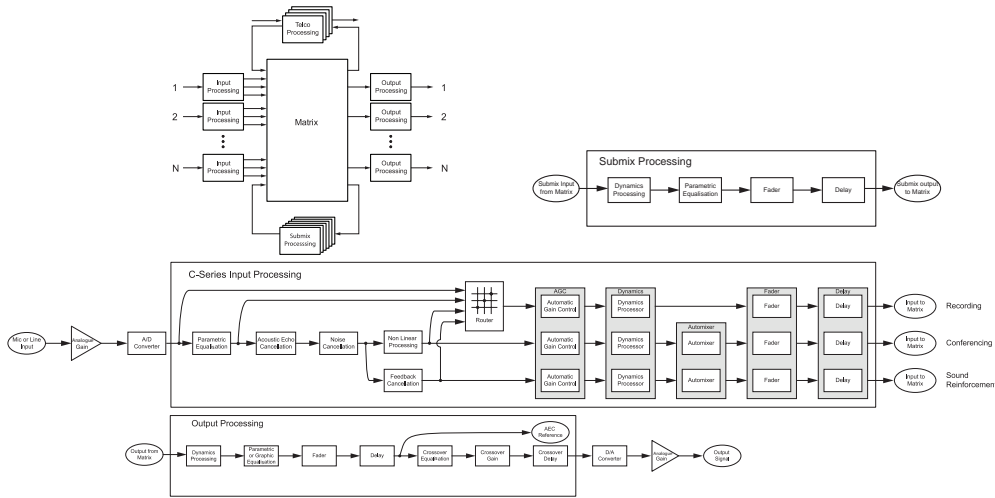 Telco
Processing
1
Input
Processing
Output
Processing
1
2
Input
Processing
Output
Processing
2
Matrix
N
Input
Processing
Output
Processing
N
Submix
Processsing
Submix Processing
Submix Input
from Matrix
Dynamics
Processing
Parametric
Equalisation
Fader
Delay
Submix output
to Matrix
C-Series Input Processing
Mic or Line
Input
Analogue
Gain
A/D
Converter
Parametric
Equalisation
Acoustic Echo
Cancellation
Noise
Cancellation
Non Linear
Processing
Feedback
Cancellation
Router
AGC
Automatic
Gain Control
Automatic
Gain Control
Automatic
Gain Control
Dynamics
Dynamics
Processor
Dynamics
Processor
Dynamics
Processor
Automixer
Automixer
Automixer
Fader
Fader
Fader
Fader
Delay
Delay
Delay
Delay
Input to
Matrix
Recording
Input to
Matrix
Conferencing
Input to
Matrix
Sound
Reinforcement
Output Processing
Output from
Matrix
Dynamics
Processing
Parametric
or Graphic
Equalisation
Fader
Delay
AEC
Reference
Crossover
Equalisation
Crossover
Gain
Crossover
Delay
D/A
Converter
Analogue
Gain
Output
Signal